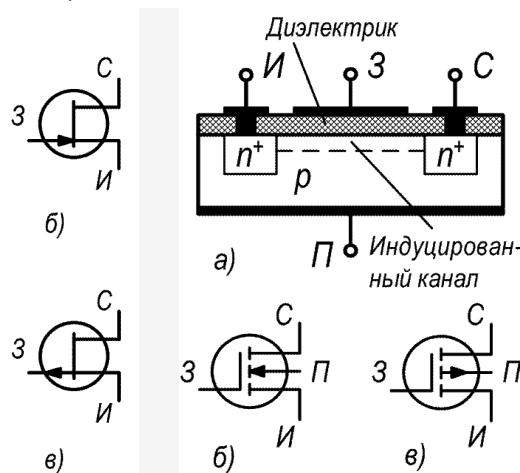 С
З
И
б)
С
З
И
в)
Диэлектрик
И З С
n⁺ n⁺
p
П
а)
Индуцирован-
ный канал
С
З П
И
б)
С
З П
И
в)